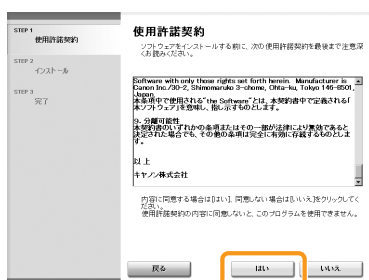 STEP 1
使用許諾契約
STEP 2
インストール
STEP 3
完了
使用許諾契約
ソフトウェアをインストールする前に、次の使用許諾契約を最後まで注意深
くお読みください。
Software with only those rights set forth herein. Manufacturer is
Canon Inc./30-2, Shimomaruko 3-chome, Ohta-ku, Tokyo 146-8501,
Japan.
本条項中で使用される"the Software"とは、本契約書中で定義される「
本ソフトウェア」を意味し、指し示すものとします。
9. 分離可能性
本契約書のいずれかの条項またはその一部が法律により無効であると
決定された場合でも、その他の条項は完全に有効に存続するものとしま
す。
以 上
キヤノン株式会社
内容に同意する場合は[はい]、同意しない場合は[いいえ]をクリックしてく
ださい。
使用許諾契約の内容に同意しないと、このプログラムを使用できません。
戻る
はい
いいえ